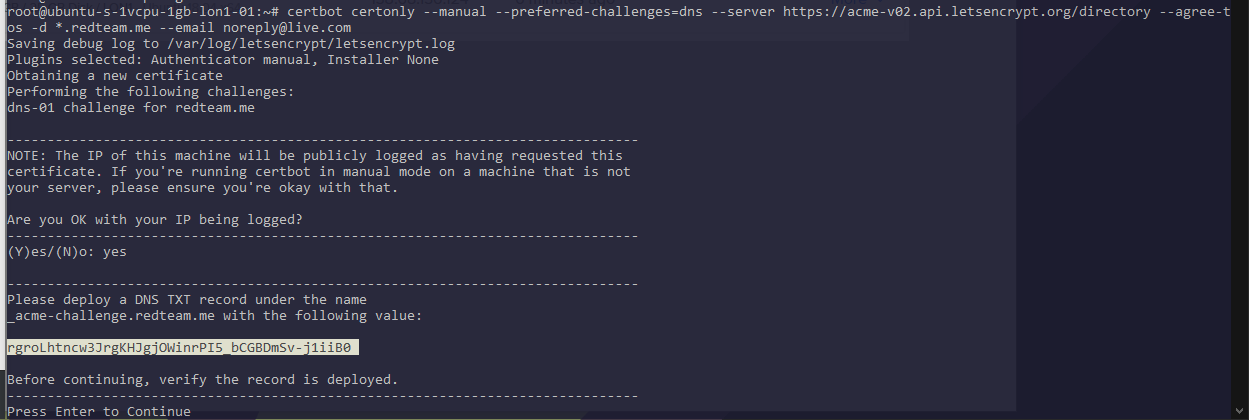 root@ubuntu-s-1vcpu-1gb-lon1-01:~# certbot certonly --manual --preferred-challenges=dns --server https://acme-v02.api.letsencrypt.org/directory --agree-t
os -d *.redteam.me --email noreply@live.com
Saving debug log to /var/log/letsencrypt/letsencrypt.log
Plugins selected: Authenticator manual, Installer None
Obtaining a new certificate
Performing the following challenges:
dns-01 challenge for redteam.me
-------------------------------------------------------------------------------
NOTE: The IP of this machine will be publicly logged as having requested this
certificate. If you're running certbot in manual mode on a machine that is not
your server, please ensure you're okay with that.
Are you OK with your IP being logged?
-------------------------------------------------------------------------------
(Y)es/(N)o: yes
-------------------------------------------------------------------------------
Please deploy a DNS TXT record under the name
_acme-challenge.redteam.me with the following value:
rgroLhtncw3JrgKHJgjOWinrPI5_bCGBDmSv-j1iiB0
Before continuing, verify the record is deployed.
-------------------------------------------------------------------------------
Press Enter to Continue